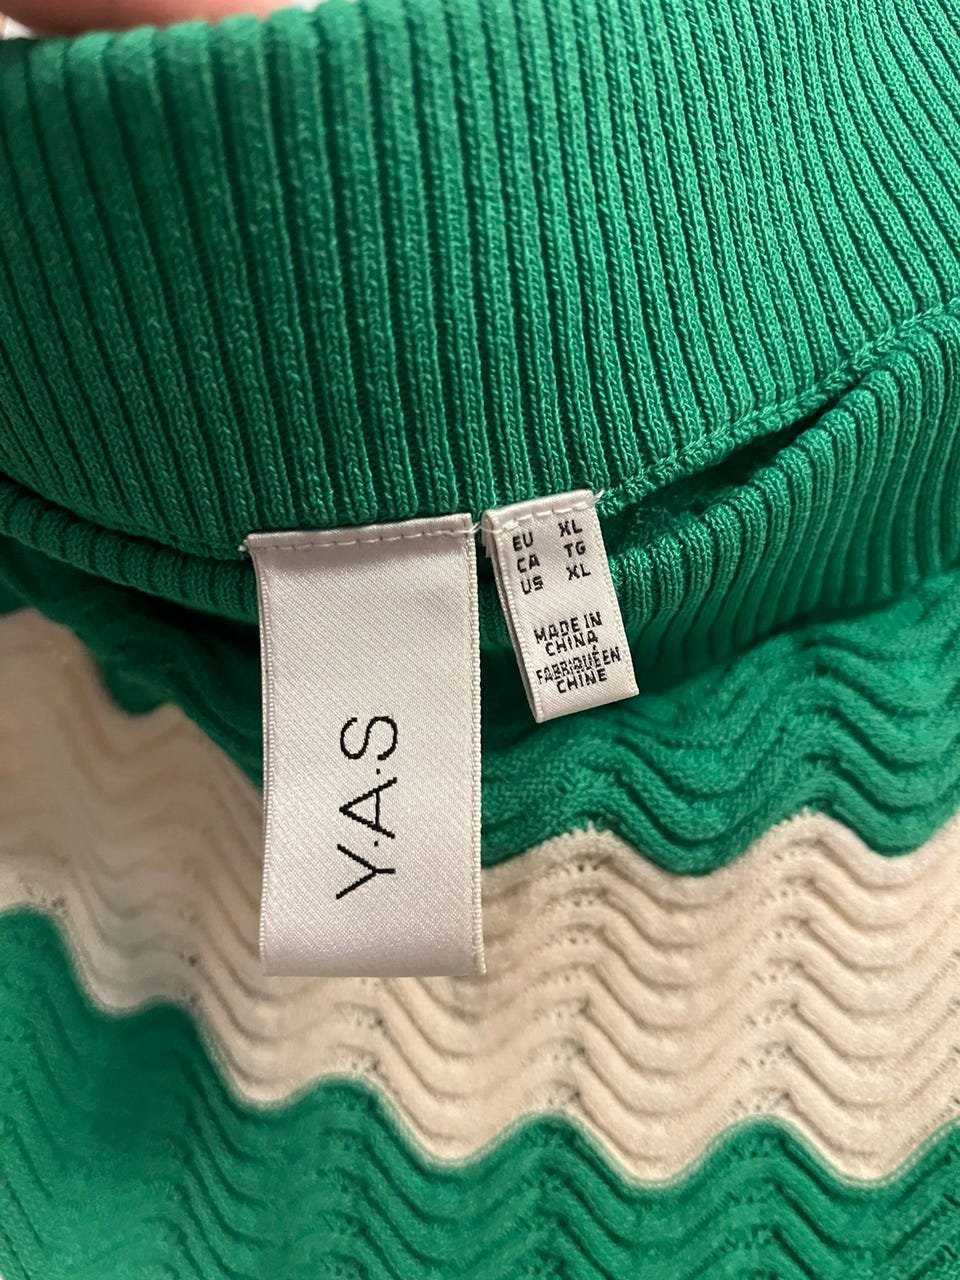 Y.A.S
EU XL
CA TG
US XL
MADE IN
CHINA
FABRIQUÉ EN
CHINE